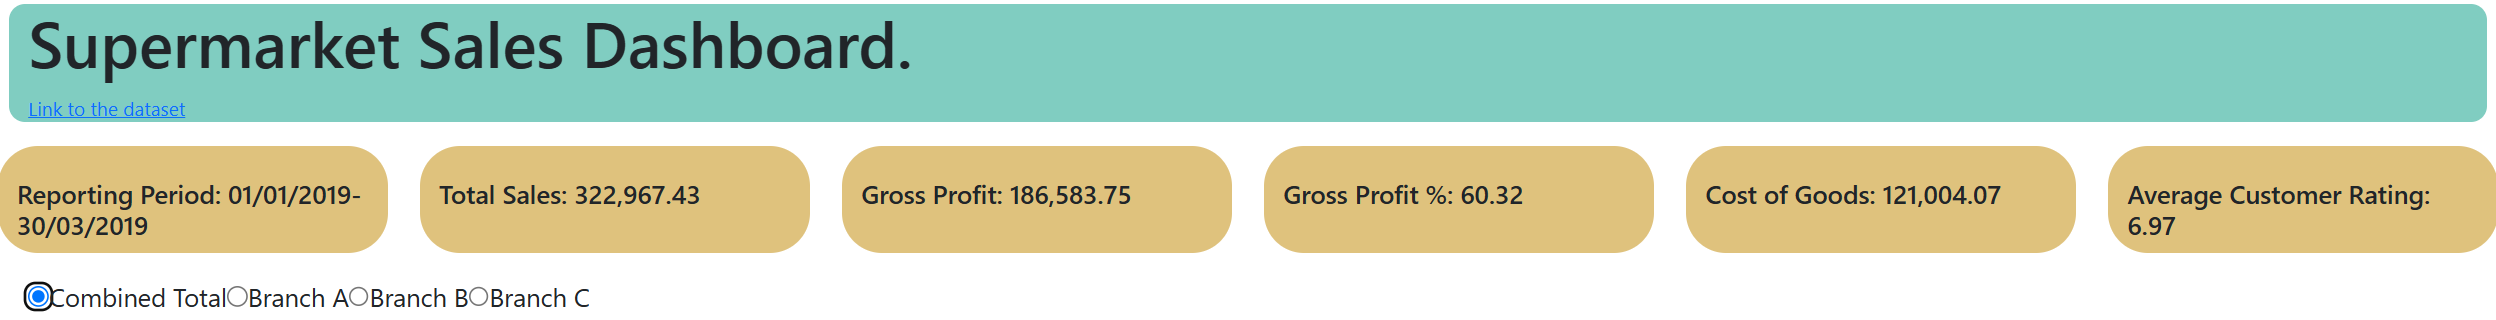 Supermarket Sales Dashboard.
Link to the dataset
Reporting Period: 01/01/2019-
30/03/2019
Total Sales: 322,967.43
Gross Profit: 186,583.75
Gross Profit %: 60.32
Cost of Goods: 121,004.07
Average Customer Rating:
6.97
Combined Total Branch A Branch B Branch C